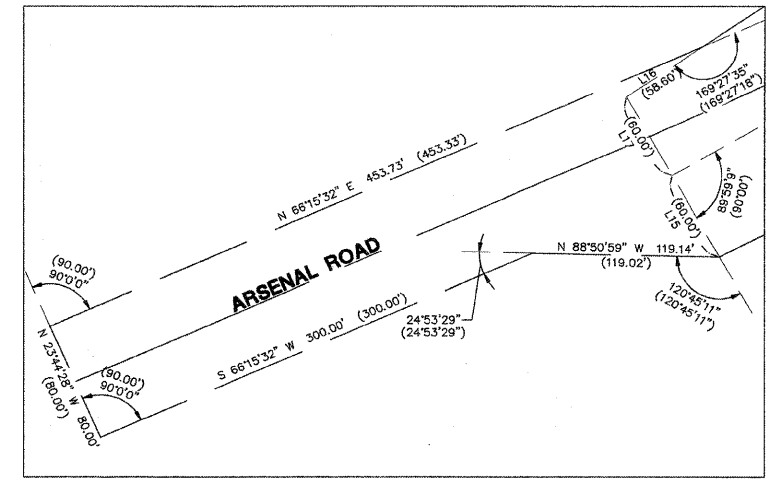 L16
(58.60')
169°27'35"
(169°27'18")
(60.00')
L17
N 66°15'32" E 453.73' (453.33')
89°59'9"
(90°00')
(60.00')
L15
N 88°50'59" W 119.14'
(119.02')
(90.00')
90°0'0"
ARSENAL ROAD
120°45'11"
(120°45'11")
24°53'29"
(24°53'29")
S 66°15'32" W 300.00' (300.00')
N 23°44'28" W 80.00'
(80.00')
(90.00')
90°0'0"